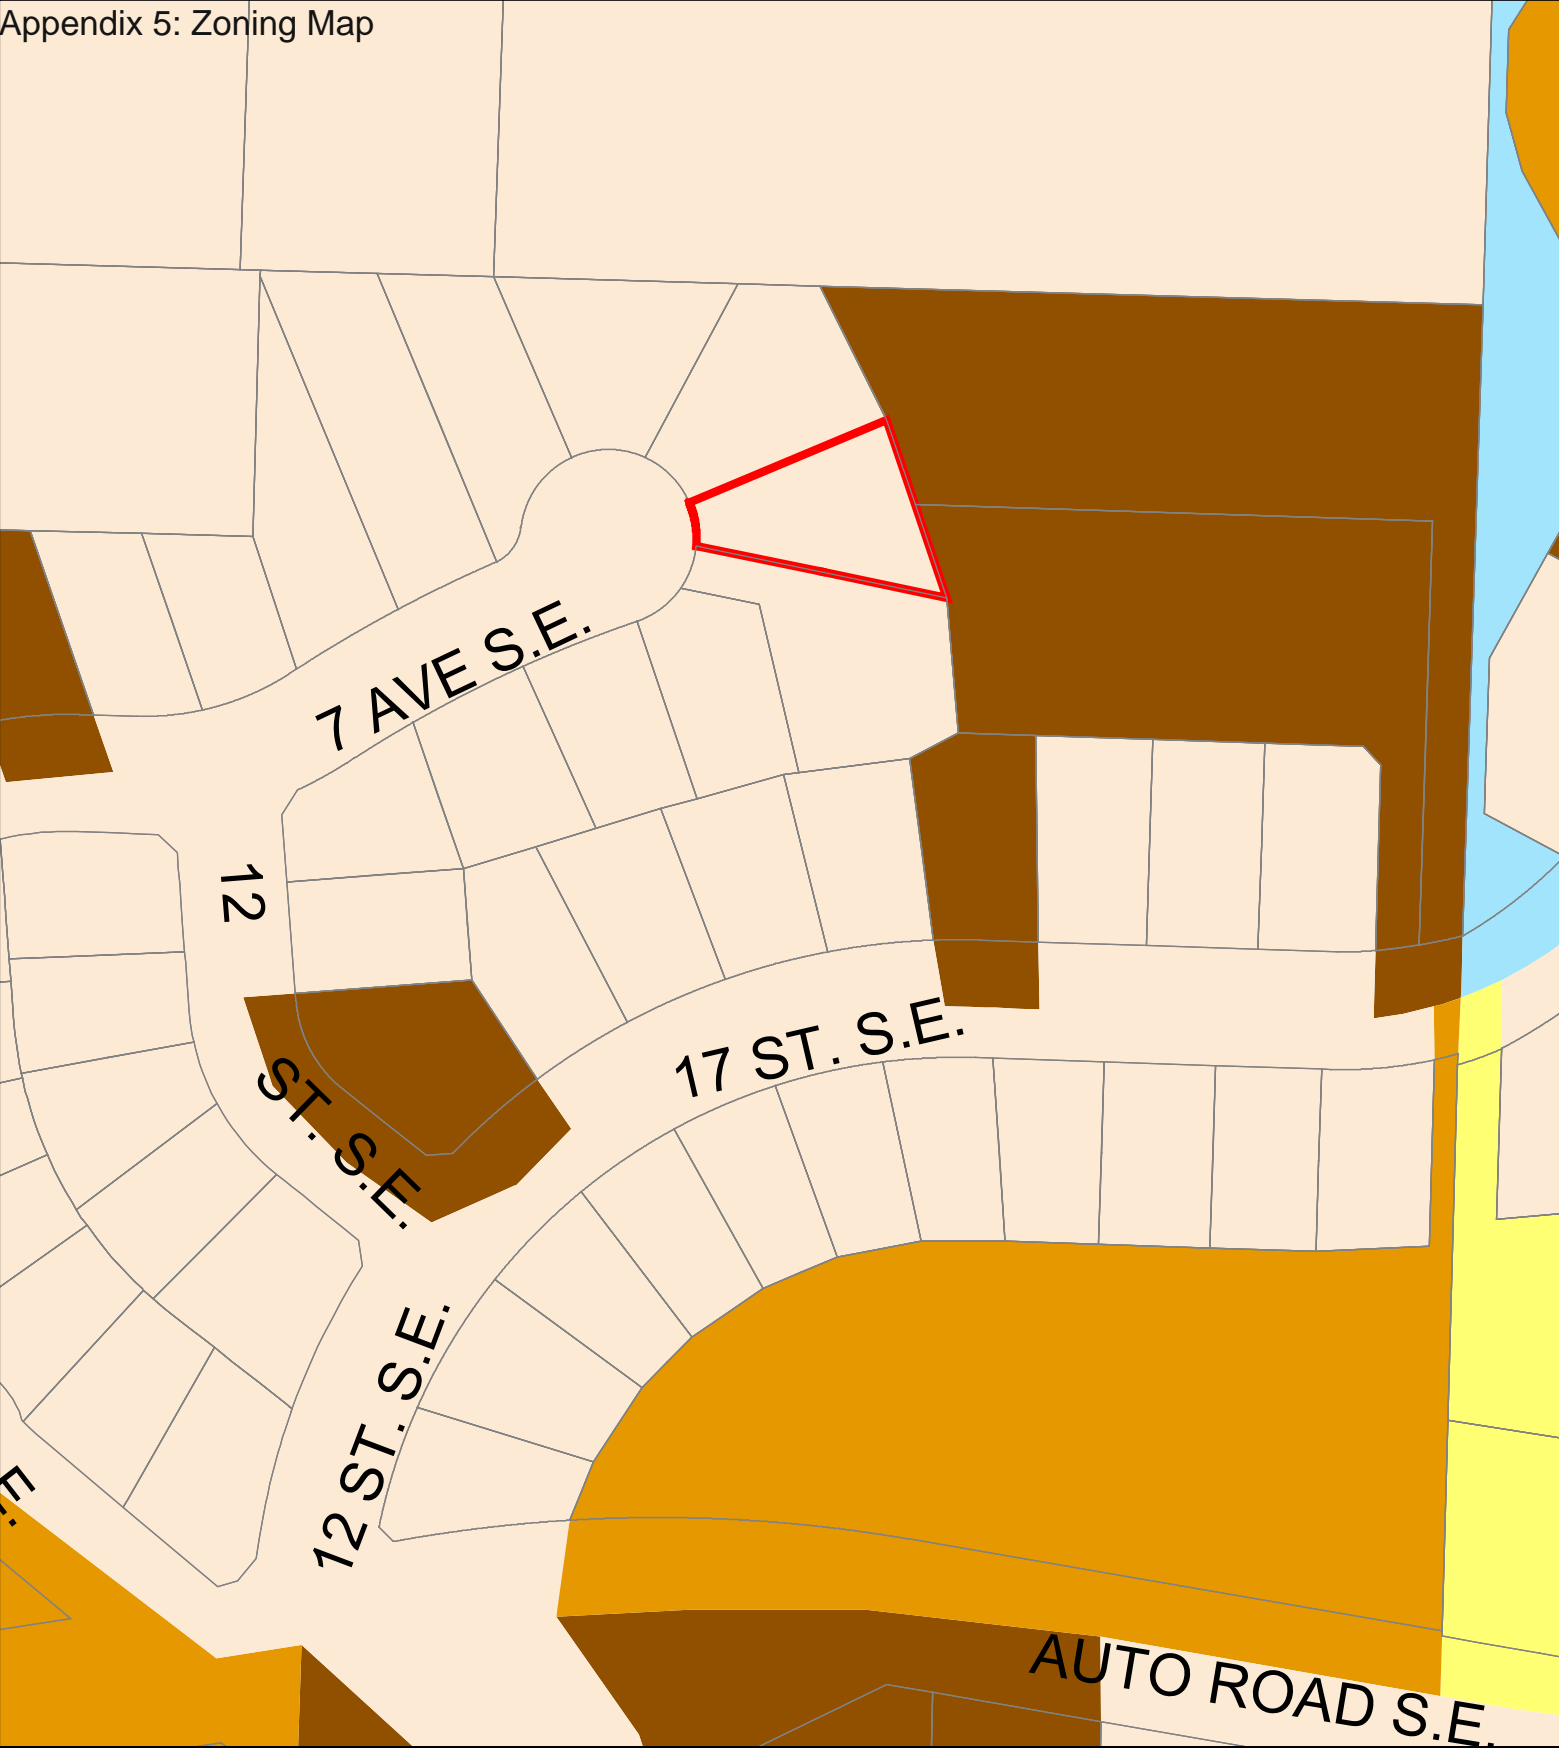 Appendix 5: Zoning Map
7 AVE S.E.
12
ST. S.E.
17 ST. S.E.
12 ST. S.E.
E.
AUTO ROAD S.E.